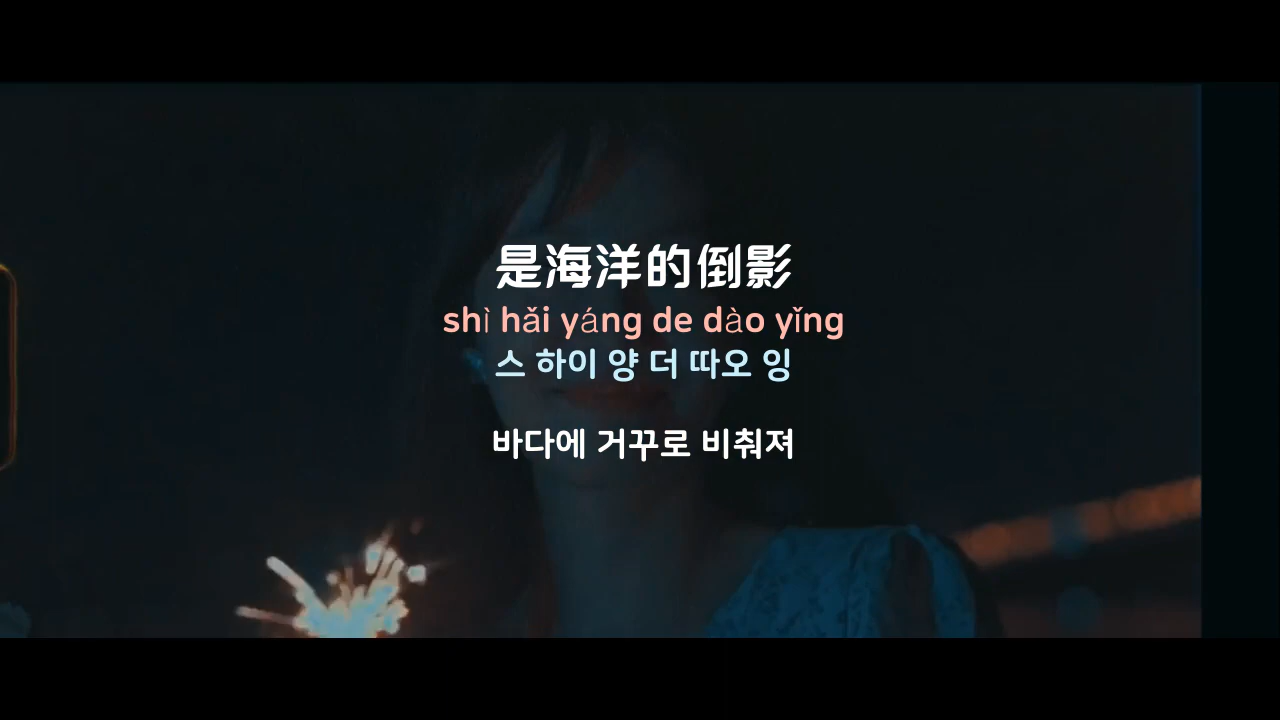 是海洋的倒影
shì hǎi yáng de dào yǐng
스 하이 양 더 따오 잉
바다에 거꾸로 비춰져